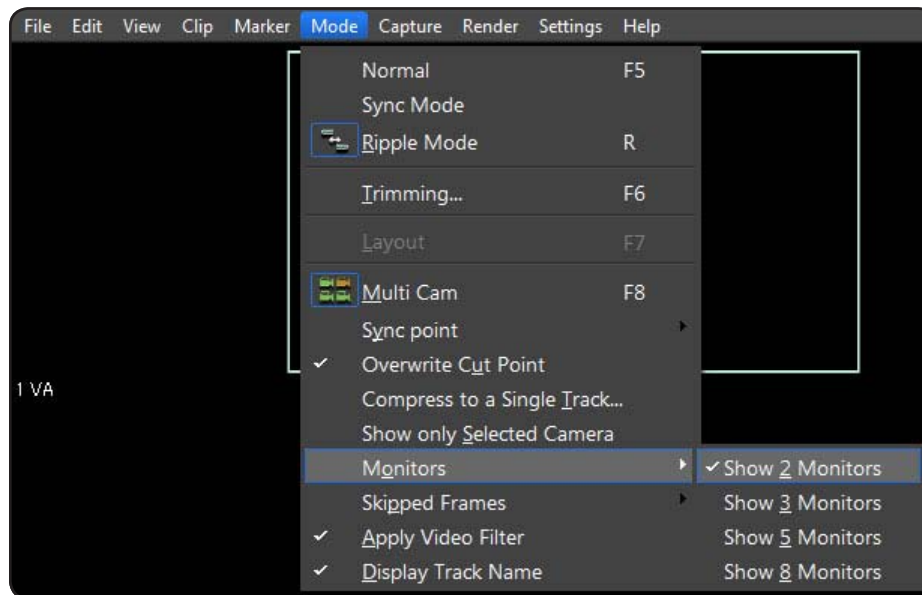 File Edit View Clip Marker Mode Capture Render Settings Help
Normal F5
Sync Mode
Ripple Mode R
Trimming... F6
Layout F7
Multi Cam F8
Sync point
Overwrite Cut Point
1 VA
Compress to a Single Track...
Show only Selected Camera
Monitors Show 2 Monitors
Skipped Frames Show 3 Monitors
Apply Video Filter Show 5 Monitors
Display Track Name Show 8 Monitors